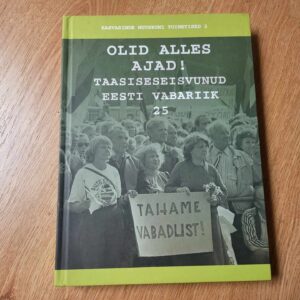 RAHVARINDE MUUSEUMI TOIMETISED 2
OLID ALLES
AJAD!
TAASISESEISVUNUD
EESTI VABARIIK
25
TAHAME
VABADUST!